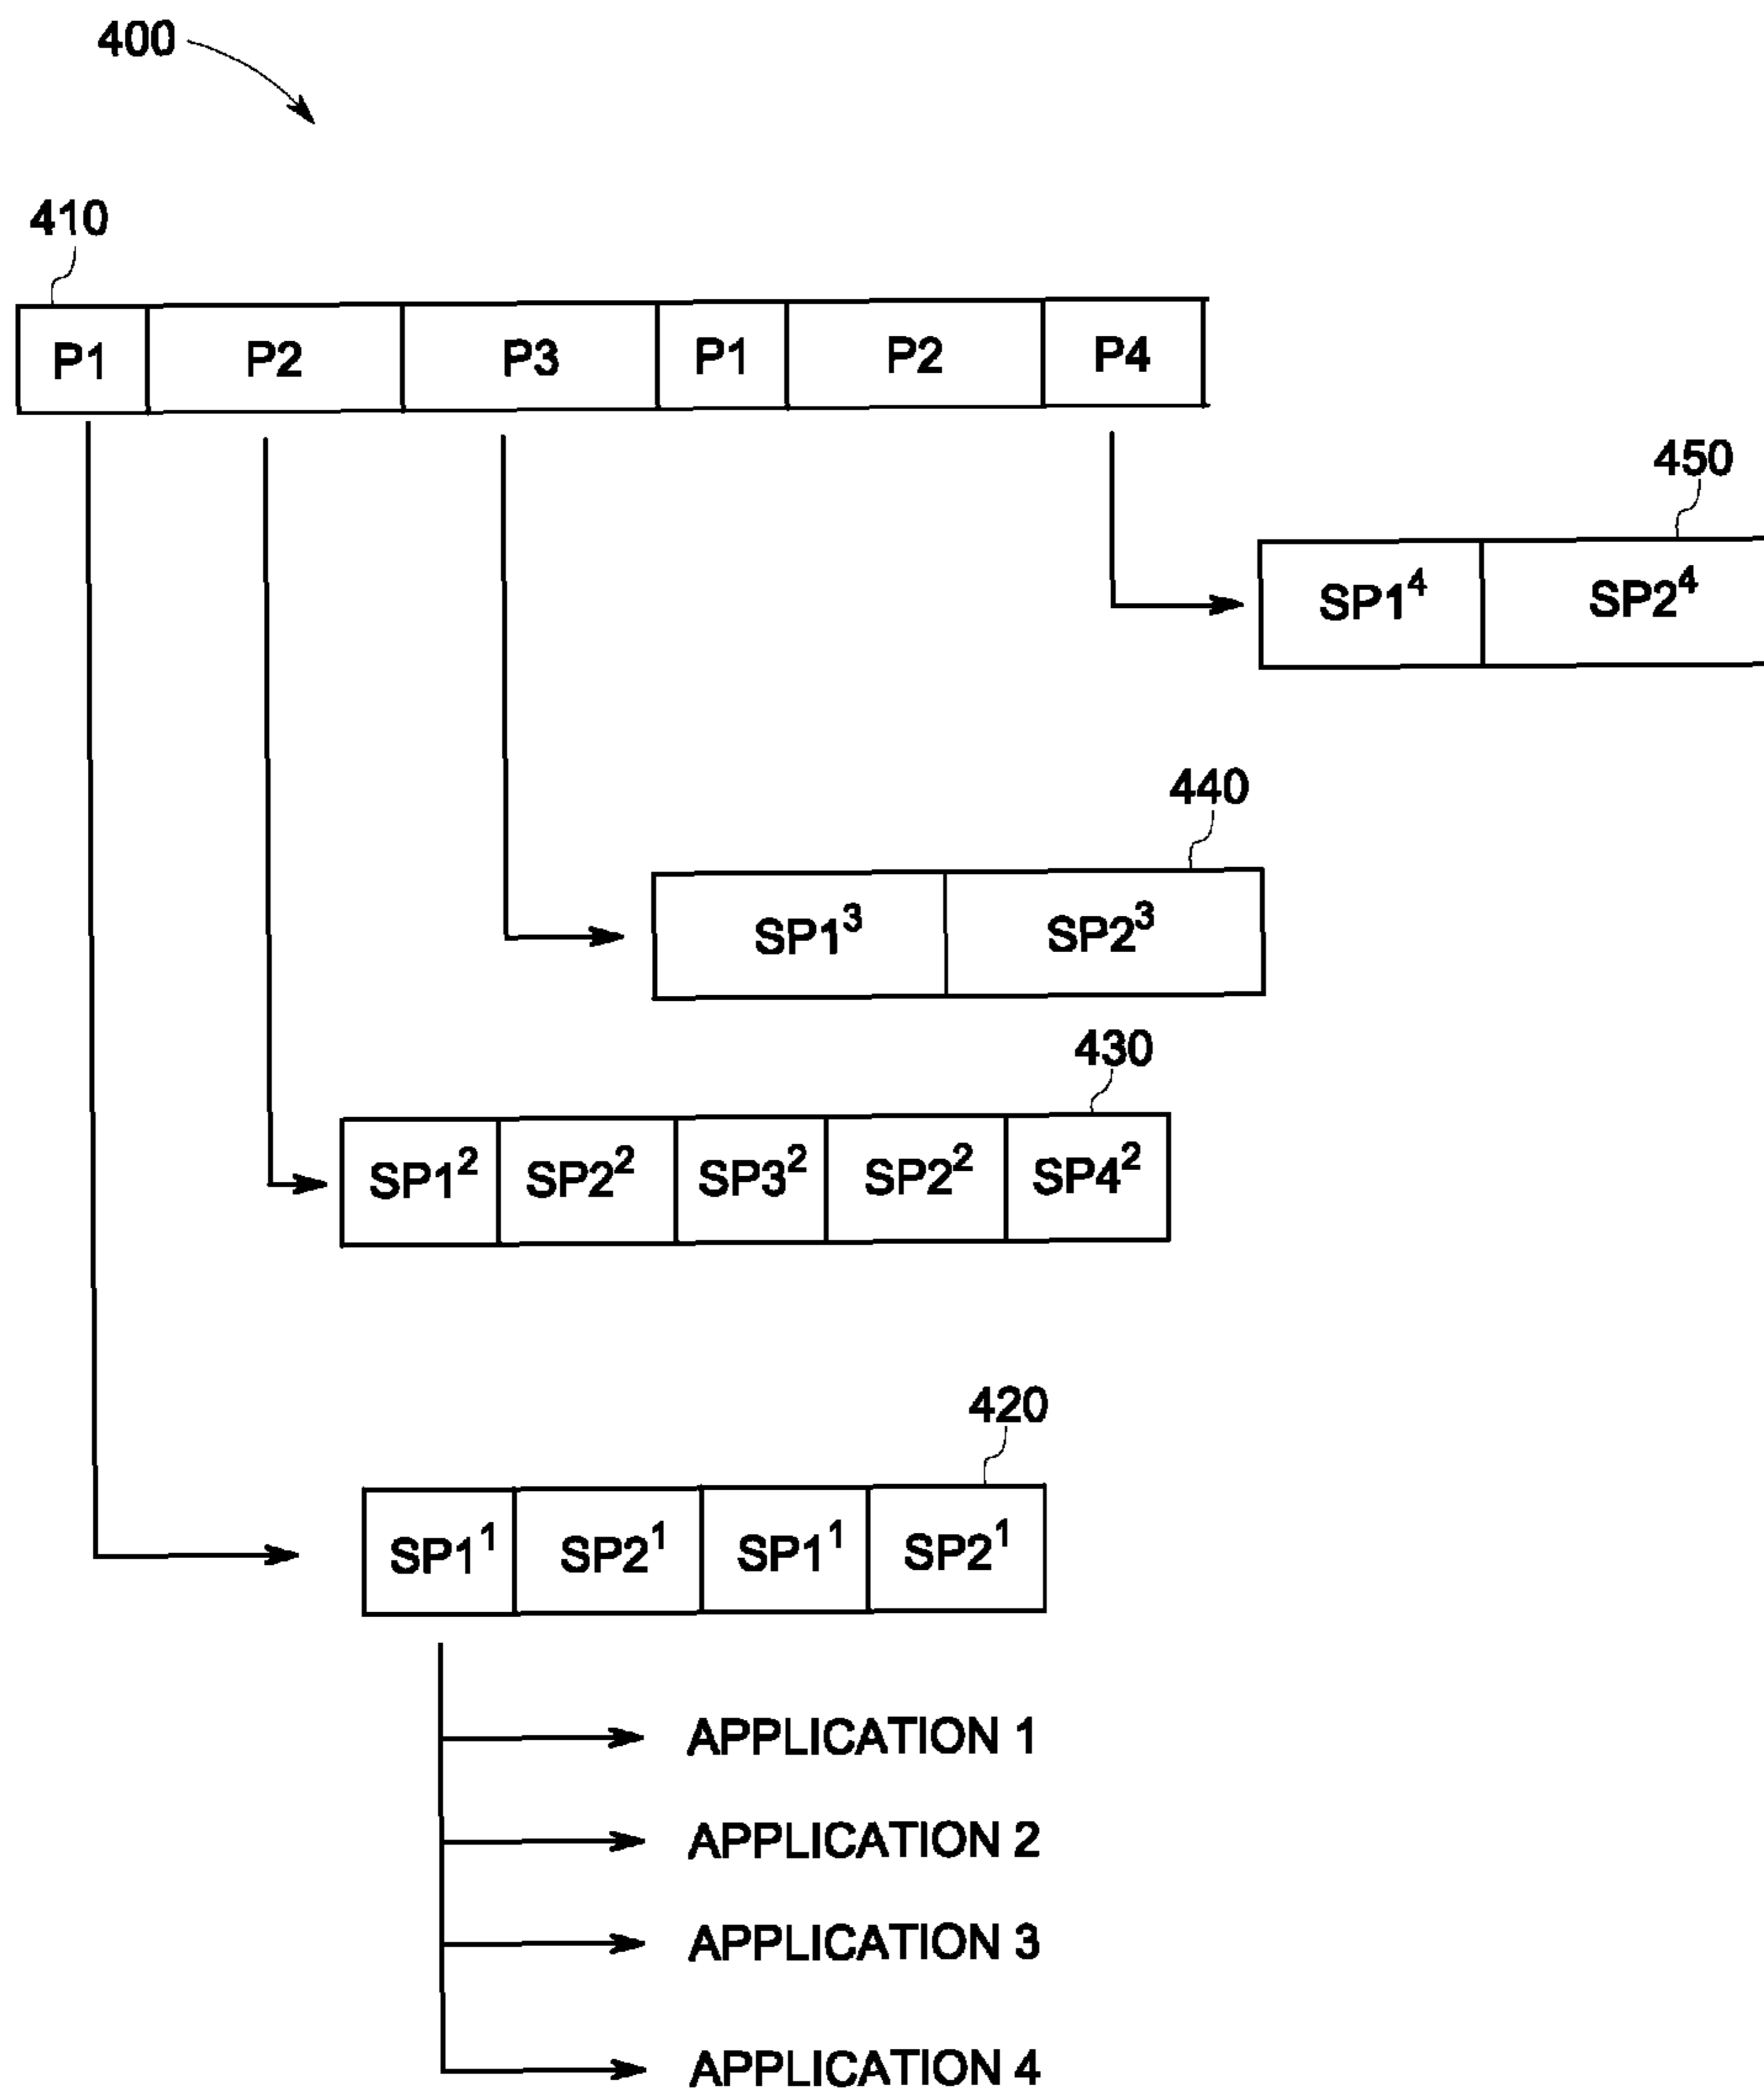 400
410
P1 P2 P3 P1 P2 P4
450
SP1⁴ SP2⁴
440
SP1³ SP2³
430
SP1² SP2² SP3² SP2² SP4²
420
SP1¹ SP2¹ SP1¹ SP2¹
APPLICATION 1
APPLICATION 2
APPLICATION 3
APPLICATION 4